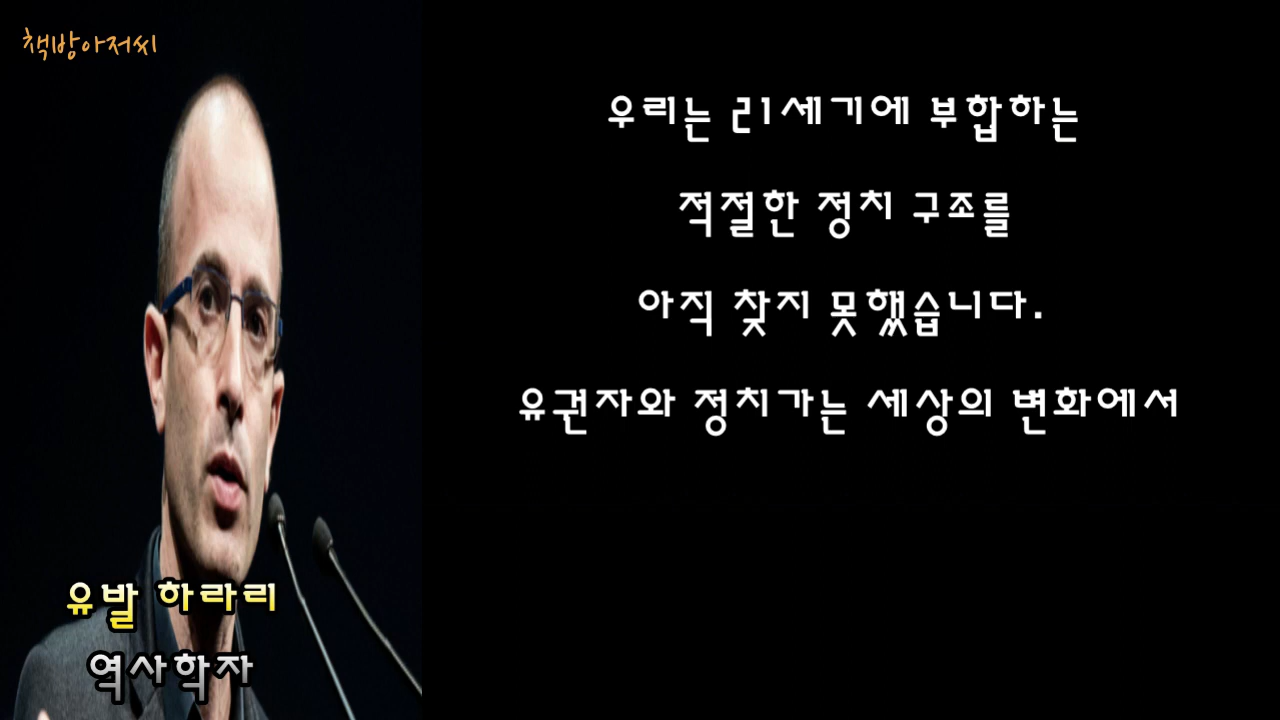 책방아저씨
우리는 21세기에 부합하는
적절한 정치 구조를
아직 찾지 못했습니다.
유권자와 정치가는 세상의 변화에서
유발 하라리
역사학자